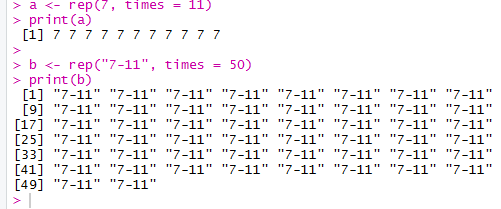 > a <- rep(7, times = 11)
> print(a)
 [1] 7 7 7 7 7 7 7 7 7 7 7
>
> b <- rep("7-11", times = 50)
> print(b)
 [1] "7-11" "7-11" "7-11" "7-11" "7-11" "7-11" "7-11" "7-11"
 [9] "7-11" "7-11" "7-11" "7-11" "7-11" "7-11" "7-11" "7-11"
[17] "7-11" "7-11" "7-11" "7-11" "7-11" "7-11" "7-11" "7-11"
[25] "7-11" "7-11" "7-11" "7-11" "7-11" "7-11" "7-11" "7-11"
[33] "7-11" "7-11" "7-11" "7-11" "7-11" "7-11" "7-11" "7-11"
[41] "7-11" "7-11" "7-11" "7-11" "7-11" "7-11" "7-11" "7-11"
[49] "7-11" "7-11"
>